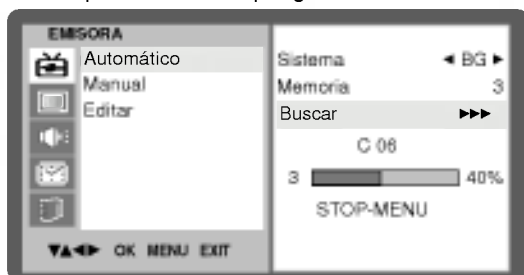 EMISORA
Automático
Manual
Editar
▼▲◄► OK MENU EXIT
Sistema ◄ BG ►
Memoria 3
Buscar ►►►
C 06
3 40%
STOP-MENU